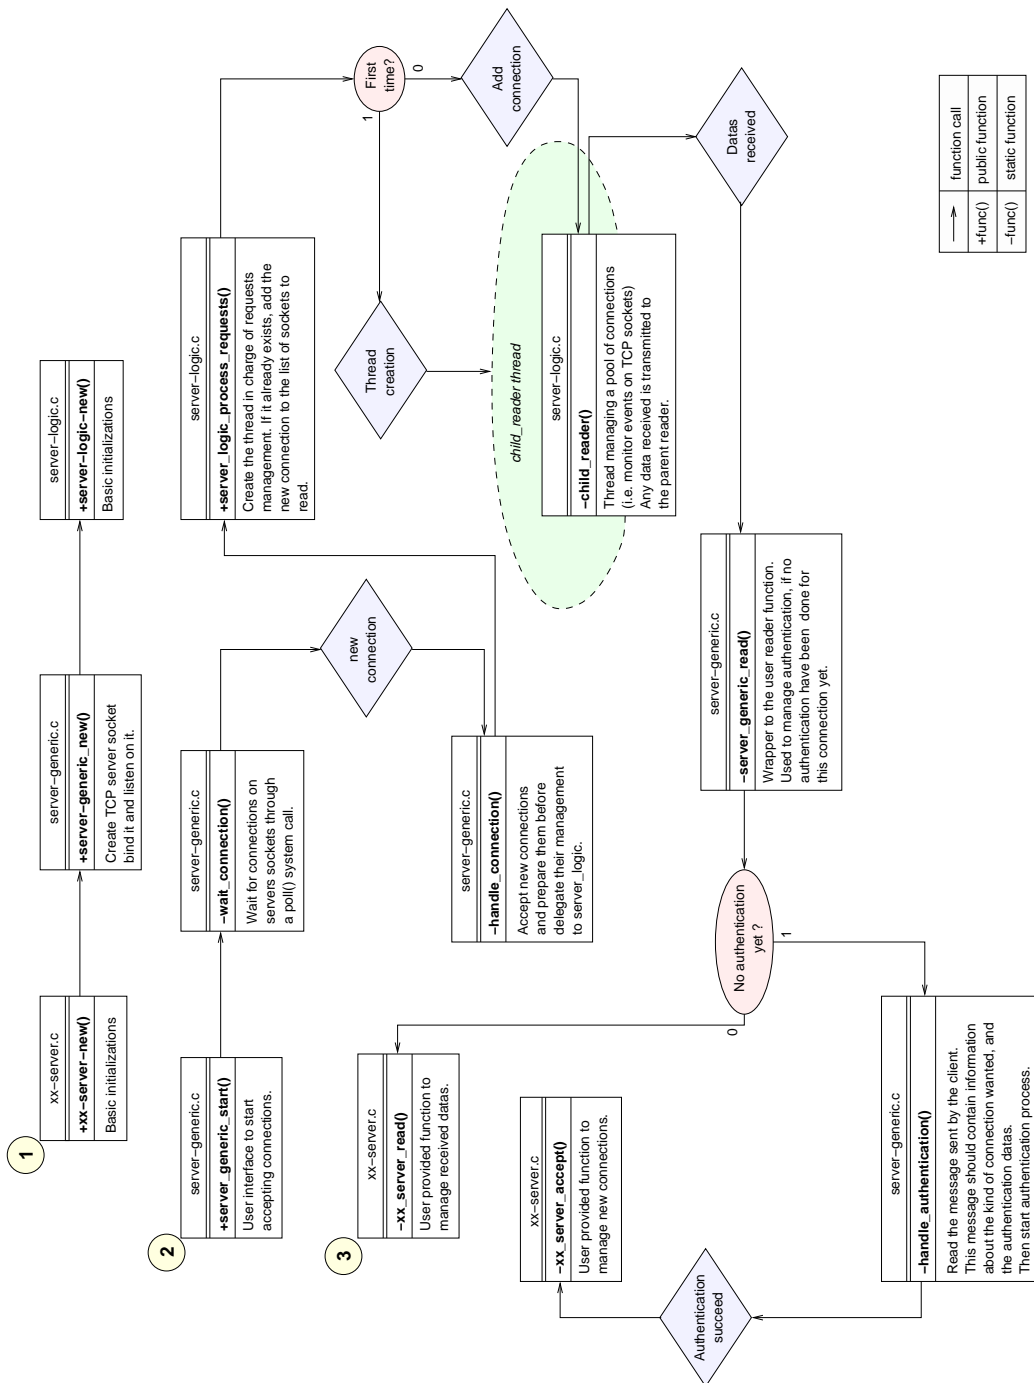 1
xx−server.c
+xx−server−new()
Basic initializations
server−generic.c
+server−generic_new()
Create TCP server socket
bind it and listen on it.
server−logic.c
+server−logic−new()
Basic initializations
2
server−generic.c
+server_generic_start()
User interface to start
accepting connections.
server−generic.c
−wait_connection()
Wait for connections on
servers sockets through
a poll() system call.
new
connection
server−generic.c
−handle_connection()
Accept new connections
and prepare them before
delegate their management
to server_logic.
server−logic.c
+server_logic_process_requests()
Create the thread in charge of requests
management. If it already exists, add the
new connection to the list of sockets to
read.
First
time?
1
0
Thread
creation
Add
connection
child_reader thread
server−logic.c
−child_reader()
Thread managing a pool of connections
(i.e. monitor events on TCP sockets)
Any data received is transmitted to
the parent reader.
Datas
received
server−generic.c
−server_generic_read()
Wrapper to the user reader function.
Used to manage authentication, if no
authentication have been done for
this connection yet.
No authentication
yet ?
0
1
3
xx−server.c
−xx_server_read()
User provided function to
manage received datas.
xx−server.c
−xx_server_accept()
User provided function to
manage new connections.
Authentication
succeed
server−generic.c
−handle_authentication()
Read the message sent by the client.
This message should contain information
about the kind of connection wanted, and
the authentication datas.
Then start authentication process.
function call
+func() public function
−func() static function